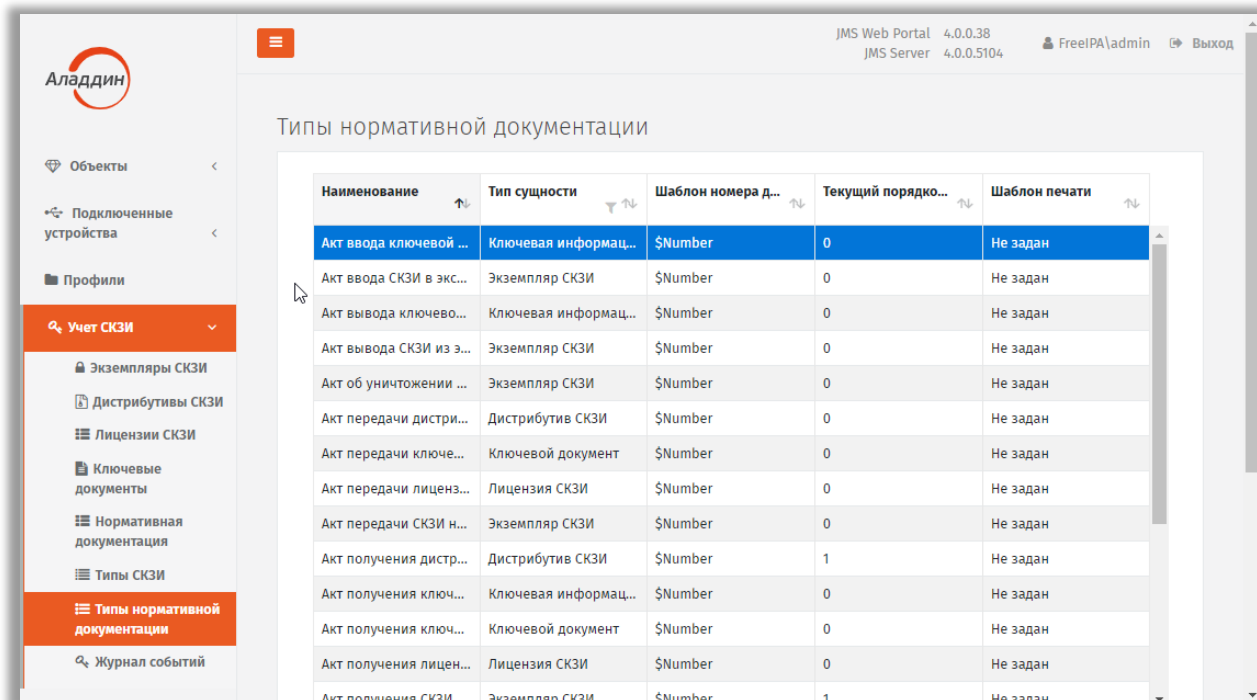 Аладдин
JMS Web Portal 4.0.0.38
JMS Server 4.0.0.5104
FreeIPA\admin
Выход
Объекты
Подключенные
устройства
Профили
Учет СКЗИ
Экземпляры СКЗИ
Дистрибутивы СКЗИ
Лицензии СКЗИ
Ключевые
документы
Нормативная
документация
Типы СКЗИ
Типы нормативной
документации
Журнал событий
Типы нормативной документации
Наименование Тип сущности Шаблон номера д... Текущий порядко... Шаблон печати
Акт ввода ключевой ... Ключевая информац... $Number 0 Не задан
Акт ввода СКЗИ в экс... Экземпляр СКЗИ $Number 0 Не задан
Акт вывода ключево... Ключевая информац... $Number 0 Не задан
Акт вывода СКЗИ из э... Экземпляр СКЗИ $Number 0 Не задан
Акт об уничтожении ... Экземпляр СКЗИ $Number 0 Не задан
Акт передачи дистри... Дистрибутив СКЗИ $Number 0 Не задан
Акт передачи ключе... Ключевой документ $Number 0 Не задан
Акт передачи лиценз... Лицензия СКЗИ $Number 0 Не задан
Акт передачи СКЗИ н... Экземпляр СКЗИ $Number 0 Не задан
Акт получения дистр... Дистрибутив СКЗИ $Number 1 Не задан
Акт получения ключ... Ключевая информац... $Number 0 Не задан
Акт получения ключ... Ключевой документ $Number 0 Не задан
Акт получения лицен... Лицензия СКЗИ $Number 0 Не задан
Акт получения СКЗИ ... Экземпляр СКЗИ $Number 1 Не задан